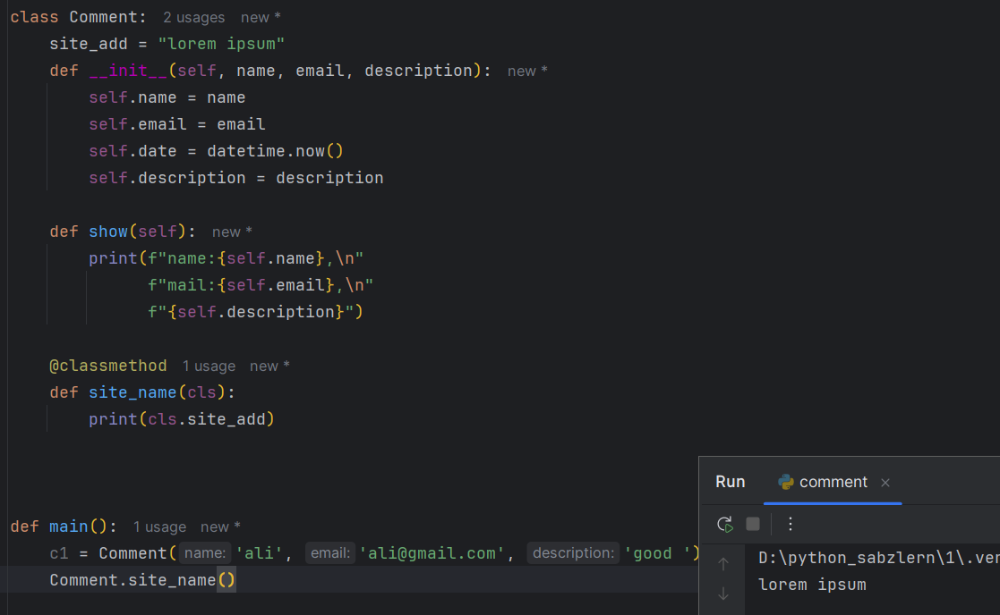 class Comment:  2 usages  new *
    site_add = "lorem ipsum"
    def __init__(self, name, email, description):  new *
        self.name = name
        self.email = email
        self.date = datetime.now()
        self.description = description

    def show(self):  new *
        print(f"name:{self.name},\n"
              f"mail:{self.email},\n"
              f"{self.description}")

    @classmethod  1 usage  new *
    def site_name(cls):
        print(cls.site_add)

def main():  1 usage  new *
    c1 = Comment( name: 'ali',  email: 'ali@gmail.com',  description: 'good ')
    Comment.site_name()
Run  comment
D:\python_sabzlern\1\.ver
lorem ipsum